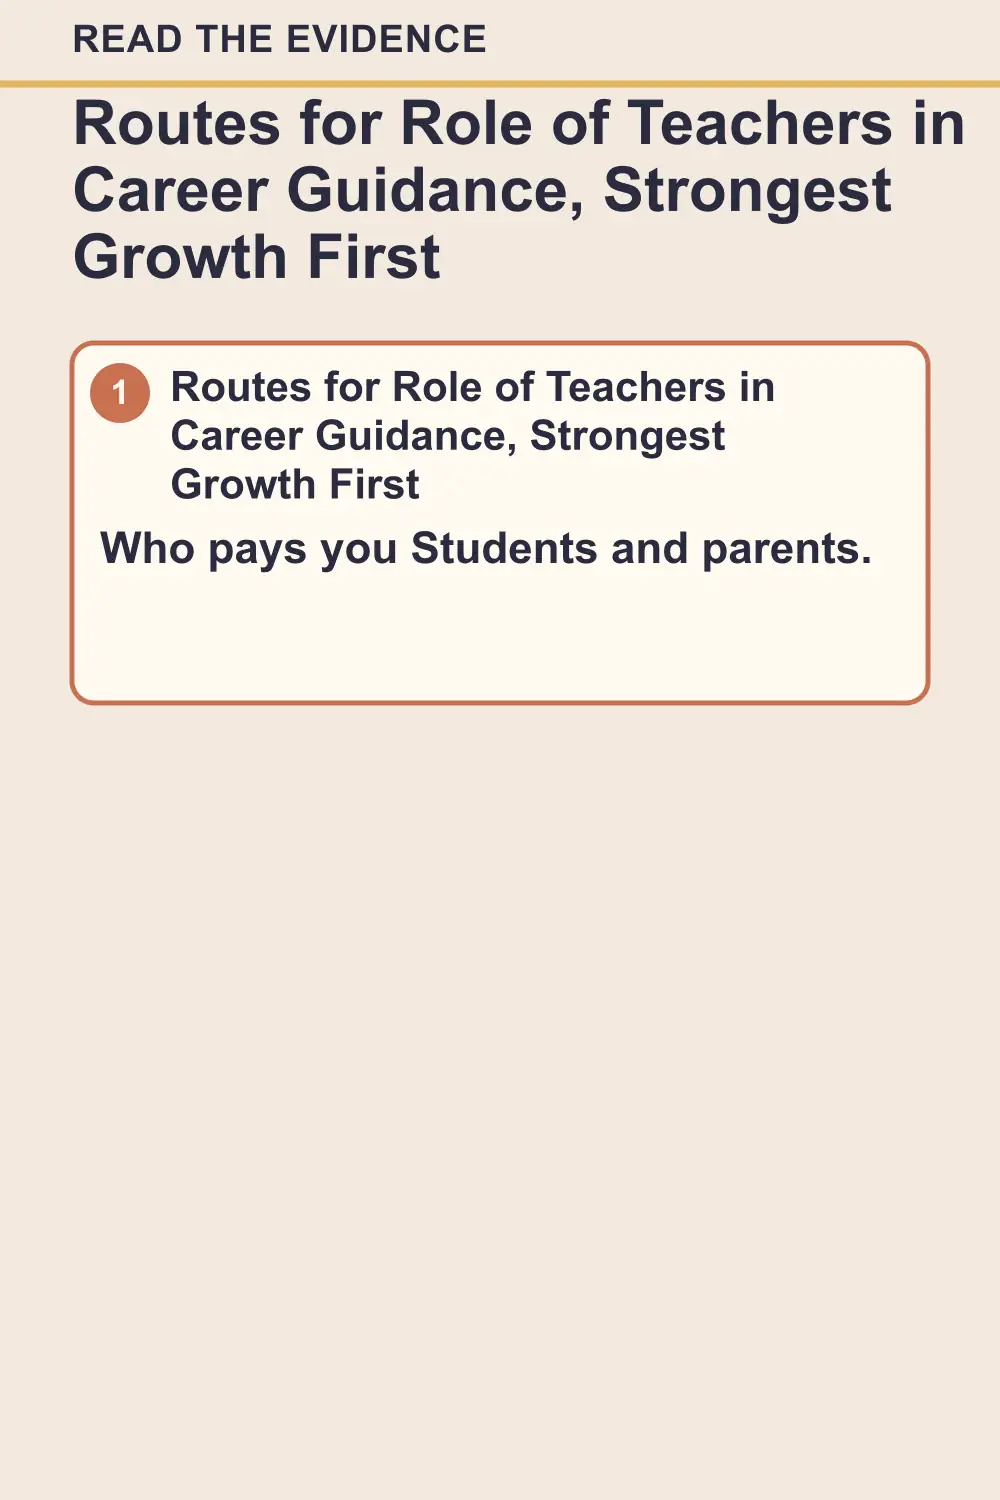 READ THE EVIDENCE
Routes for Role of Teachers in
Career Guidance, Strongest
Growth First
1
Routes for Role of Teachers in
Career Guidance, Strongest
Growth First
Who pays you Students and parents.